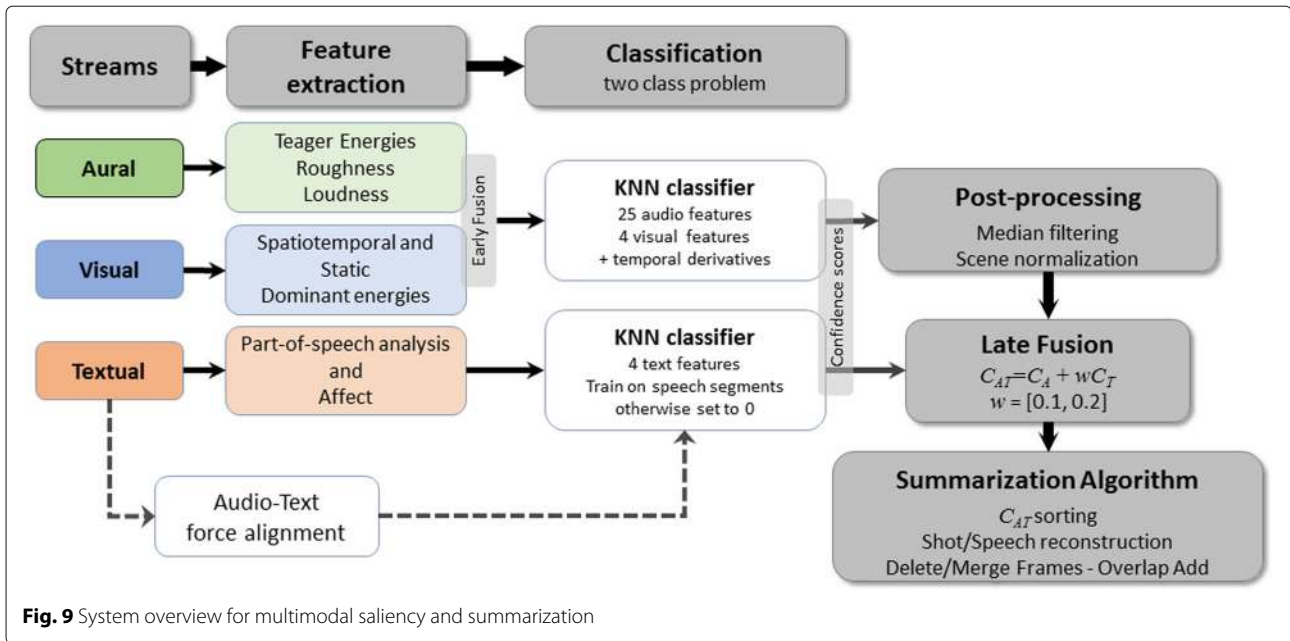 Streams
Feature
extraction
Classification
two class problem
Aural
Teager Energies
Roughness
Loudness
Visual
Spatiotemporal and
Static
Dominant energies
Early Fusion
KNN classifier
25 audio features
4 visual features
+ temporal derivatives
Textual
Part-of-speech analysis
and
Affect
KNN classifier
4 text features
Train on speech segments
otherwise set to 0
Confidence scores
Post-processing
Median filtering
Scene normalization
Late Fusion
C_{AT}=C_A + wC_T
w = [0.1, 0.2]
Audio-Text
force alignment
Summarization Algorithm
C_{AT} sorting
Shot/Speech reconstruction
Delete/Merge Frames - Overlap Add
Fig. 9 System overview for multimodal saliency and summarization